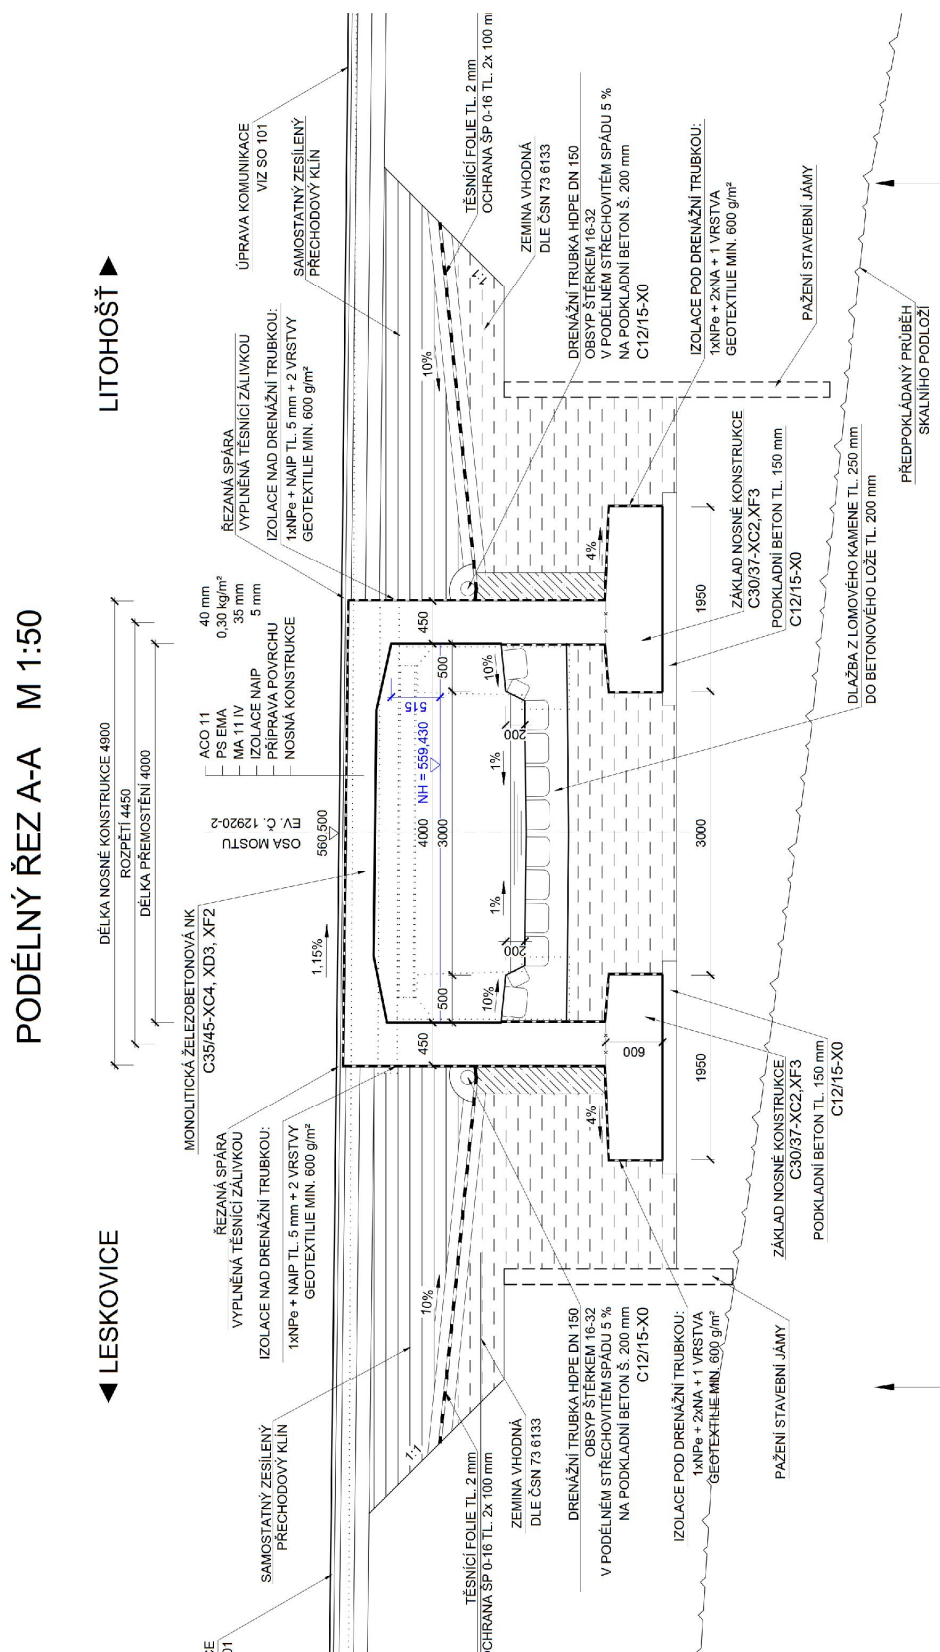 PODÉLNÝ ŘEZ A-A M 1:50
◄ LESKOVICE
LITOHOŠŤ ►
DÉLKA NOSNÉ KONSTRUKCE 4900
ROZPĚTÍ 4450
DÉLKA PŘEMOSTĚNÍ 4000
MONOLITICKÁ ŽELEZOBETONOVÁ NK
C35/45-XC4, XD3, XF2
1,15%
OSA MOSTU
EV. Č. 12920-2
560,500
ACO 11 40 mm
PS EMA 0,30 kg/m²
MA 11 IV 35 mm
IZOLACE NAIP 5 mm
PŘÍPRAVA POVRCHU
NOSNÁ KONSTRUKCE
ŘEZANÁ SPÁRA
VYPLNĚNÁ TĚSNÍCÍ ZÁLIVKOU
IZOLACE NAD DRENÁŽNÍ TRUBKOU:
1xNPe + NAIP TL. 5 mm + 2 VRSTVY
GEOTEXTILIE MIN. 600 g/m²
SAMOSTATNÝ ZESÍLENÝ
PŘECHODOVÝ KLÍN
ŘEZANÁ SPÁRA
VYPLNĚNÁ TĚSNÍCÍ ZÁLIVKOU
IZOLACE NAD DRENÁŽNÍ TRUBKOU:
1xNPe + NAIP TL. 5 mm + 2 VRSTVY
GEOTEXTILIE MIN. 600 g/m²
ÚPRAVA KOMUNIKACE
VIZ SO 101
SAMOSTATNÝ ZESÍLENÝ
PŘECHODOVÝ KLÍN
1:1
10%
450
500
10%
200
1%
4000
3000
NH = 559,430
515
1%
200
10%
500
450
10%
1:1
TĚSNÍCÍ FOLIE TL. 2 mm
OCHRANA ŠP 0-16 TL. 2x 100 mm
ZEMINA VHODNÁ
DLE ČSN 73 6133
DRENÁŽNÍ TRUBKA HDPE DN 150
OBSYP ŠTĚRKEM 16-32
V PODÉLNÉM STŘECHOVITÉM SPÁDU 5 %
NA PODKLADNÍ BETON Š. 200 mm
C12/15-X0
IZOLACE POD DRENÁŽNÍ TRUBKOU:
1xNPe + 2xNA + 1 VRSTVA
GEOTEXTILIE MIN. 600 g/m²
PAŽENÍ STAVEBNÍ JÁMY
4%
600
1950
3000
1950
4%
ZÁKLAD NOSNÉ KONSTRUKCE
C30/37-XC2,XF3
PODKLADNÍ BETON TL. 150 mm
C12/15-X0
ZÁKLAD NOSNÉ KONSTRUKCE
C30/37-XC2,XF3
PODKLADNÍ BETON TL. 150 mm
C12/15-X0
DLAŽBA Z LOMOVÉHO KAMENE TL. 250 mm
DO BETONOVÉHO LOŽE TL. 200 mm
TĚSNÍCÍ FOLIE TL. 2 mm
OCHRANA ŠP 0-16 TL. 2x 100 m
ZEMINA VHODNÁ
DLE ČSN 73 6133
DRENÁŽNÍ TRUBKA HDPE DN 150
OBSYP ŠTĚRKEM 16-32
V PODÉLNÉM STŘECHOVITÉM SPÁDU 5 %
NA PODKLADNÍ BETON Š. 200 mm
C12/15-X0
IZOLACE POD DRENÁŽNÍ TRUBKOU:
1xNPe + 2xNA + 1 VRSTVA
GEOTEXTILIE MIN. 600 g/m²
PAŽENÍ STAVEBNÍ JÁMY
PŘEDPOKLÁDANÝ PRŮBĚH
SKALNÍHO PODLOŽÍ